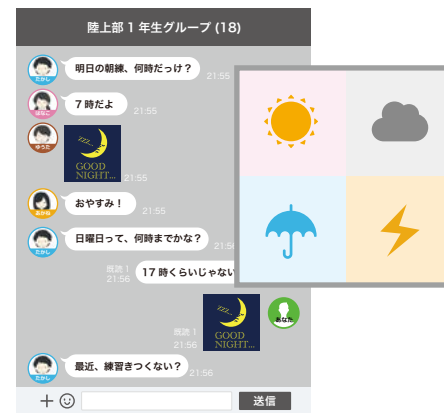 陸上部 1 年生グループ (18)
明日の朝練、何時だっけ？
21:55
たかし
7 時だよ
21:55
はなこ
zzz...
GOOD
NIGHT...
21:55
ゆうた
おやすみ！
21:55
あかね
日曜日って、何時までかな？
21:56
たかし
既読 1
21:56
17 時くらいじゃない
zzz...
GOOD
NIGHT...
既読 1
21:56
あなた
最近、練習きつくない？
21:56
たかし
送信